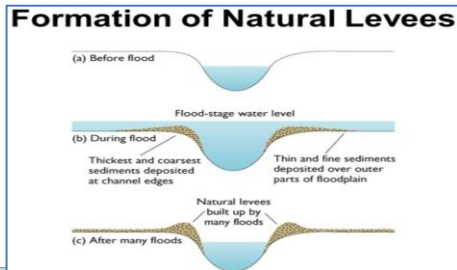 Formation of Natural Levees
(a) Before flood
Flood-stage water level
(b) During flood
Thickest and coarsest
sediments deposited
at channel edges
Thin and fine sediments
deposited over outer
parts of floodplain
Natural levees
built up by
many floods
(c) After many floods